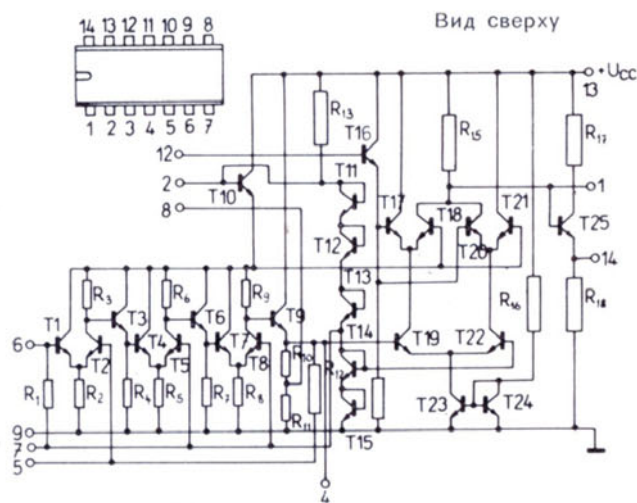 14 13 12 11 10 9 8
Вид сверху
1 2 3 4 5 6 7
+Ucc
13
R13
T16
R15
R17
12
T11
2
T10
T17
T18
T21
1
8
T12
T20
T25
14
T13
R3
R6
R9
R16
R18
T1
T3
T6
T9
T14
6
T4
T7
T19
T22
T2
T5
T8
R10
R12
R1
R2
R4
R5
R7
R8
R11
T23
T24
9
T15
7
5
4